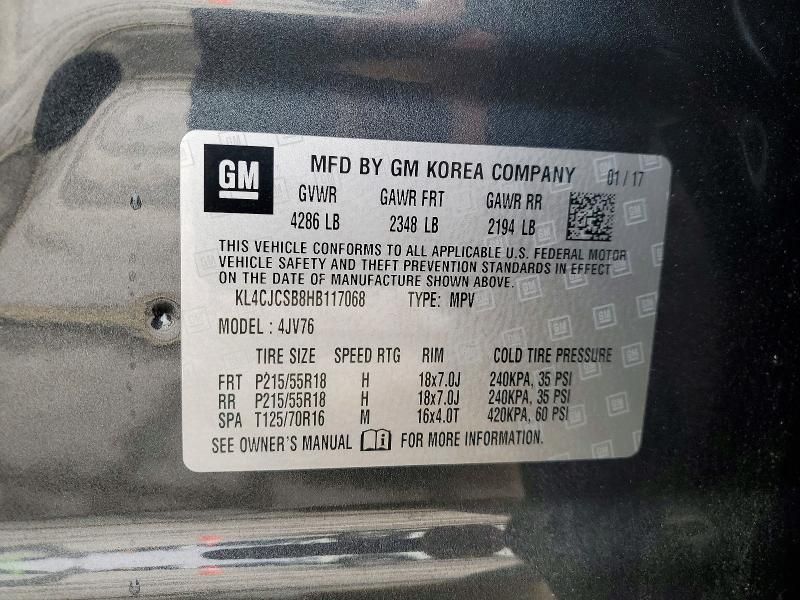 GM MFD BY GM KOREA COMPANY 01 / 17
GVWR GAWR FRT GAWR RR
4286 LB 2348 LB 2194 LB
THIS VEHICLE CONFORMS TO ALL APPLICABLE U.S. FEDERAL MOTOR
VEHICLE SAFETY AND THEFT PREVENTION STANDARDS IN EFFECT
ON THE DATE OF MANUFACTURE SHOWN ABOVE.
KL4CJCSB8HB117068 TYPE: MPV
MODEL : 4JV76
TIRE SIZE SPEED RTG RIM COLD TIRE PRESSURE
FRT P215/55R18 H 18x7.0J 240KPA, 35 PSI
RR P215/55R18 H 18x7.0J 240KPA, 35 PSI
SPA T125/70R16 M 16x4.0T 420KPA, 60 PSI
SEE OWNER'S MANUAL FOR MORE INFORMATION.